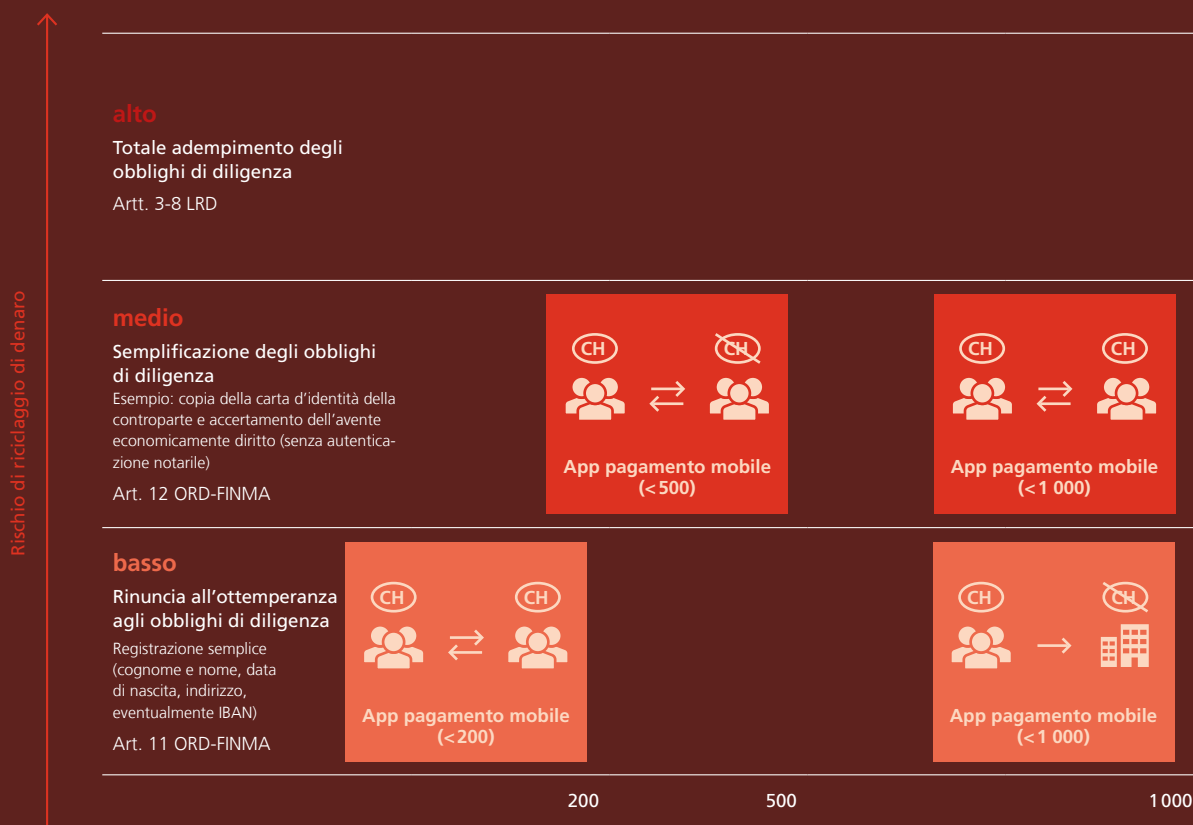 Rischio di riciclaggio di denaro
alto
Totale adempimento degli
obblighi di diligenza
Artt. 3-8 LRD
medio
Semplificazione degli obblighi
di diligenza
Esempio: copia della carta d’identità della
controparte e accertamento dell’avente
economicamente diritto (senza autentica-
zione notarile)
Art. 12 ORD-FINMA
CH
CH
App pagamento mobile
(<500)
CH
CH
App pagamento mobile
(<1 000)
basso
Rinuncia all’ottemperanza
agli obblighi di diligenza
Registrazione semplice
(cognome e nome, data
di nascita, indirizzo,
eventualmente IBAN)
Art. 11 ORD-FINMA
CH
CH
App pagamento mobile
(<200)
CH
CH
App pagamento mobile
(<1 000)
200
500
1000